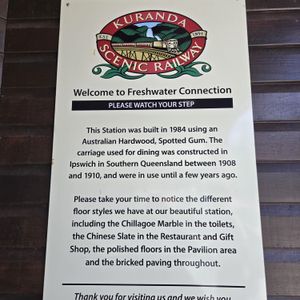 KURANDA
EST. 1891
SCENIC RAILWAY
Welcome to Freshwater Connection
PLEASE WATCH YOUR STEP
This Station was built in 1984 using an
Australian Hardwood, Spotted Gum. The
carriage used for dining was constructed in
Ipswich in Southern Queensland between 1908
and 1910, and were in use until a few years ago.
Please take your time to notice the different
floor styles we have at our beautiful station,
including the Chillagoe Marble in the toilets,
the Chinese Slate in the Restaurant and Gift
Shop, the polished floors in the Pavilion area
and the bricked paving throughout.
Thank you for visiting us and we wish you